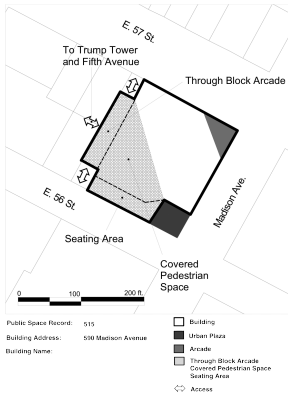 E. 57 St.
To Trump Tower
and Fifth Avenue
Through Block Arcade
E. 56 St.
Madison Ave.
Seating Area
Covered
Pedestrian
Space
0 100 200 ft.
Public Space Record: 515
Building Address: 590 Madison Avenue
Building Name:
Building
Urban Plaza
Arcade
Through Block Arcade
Covered Pedestrian Space
Seating Area
Access